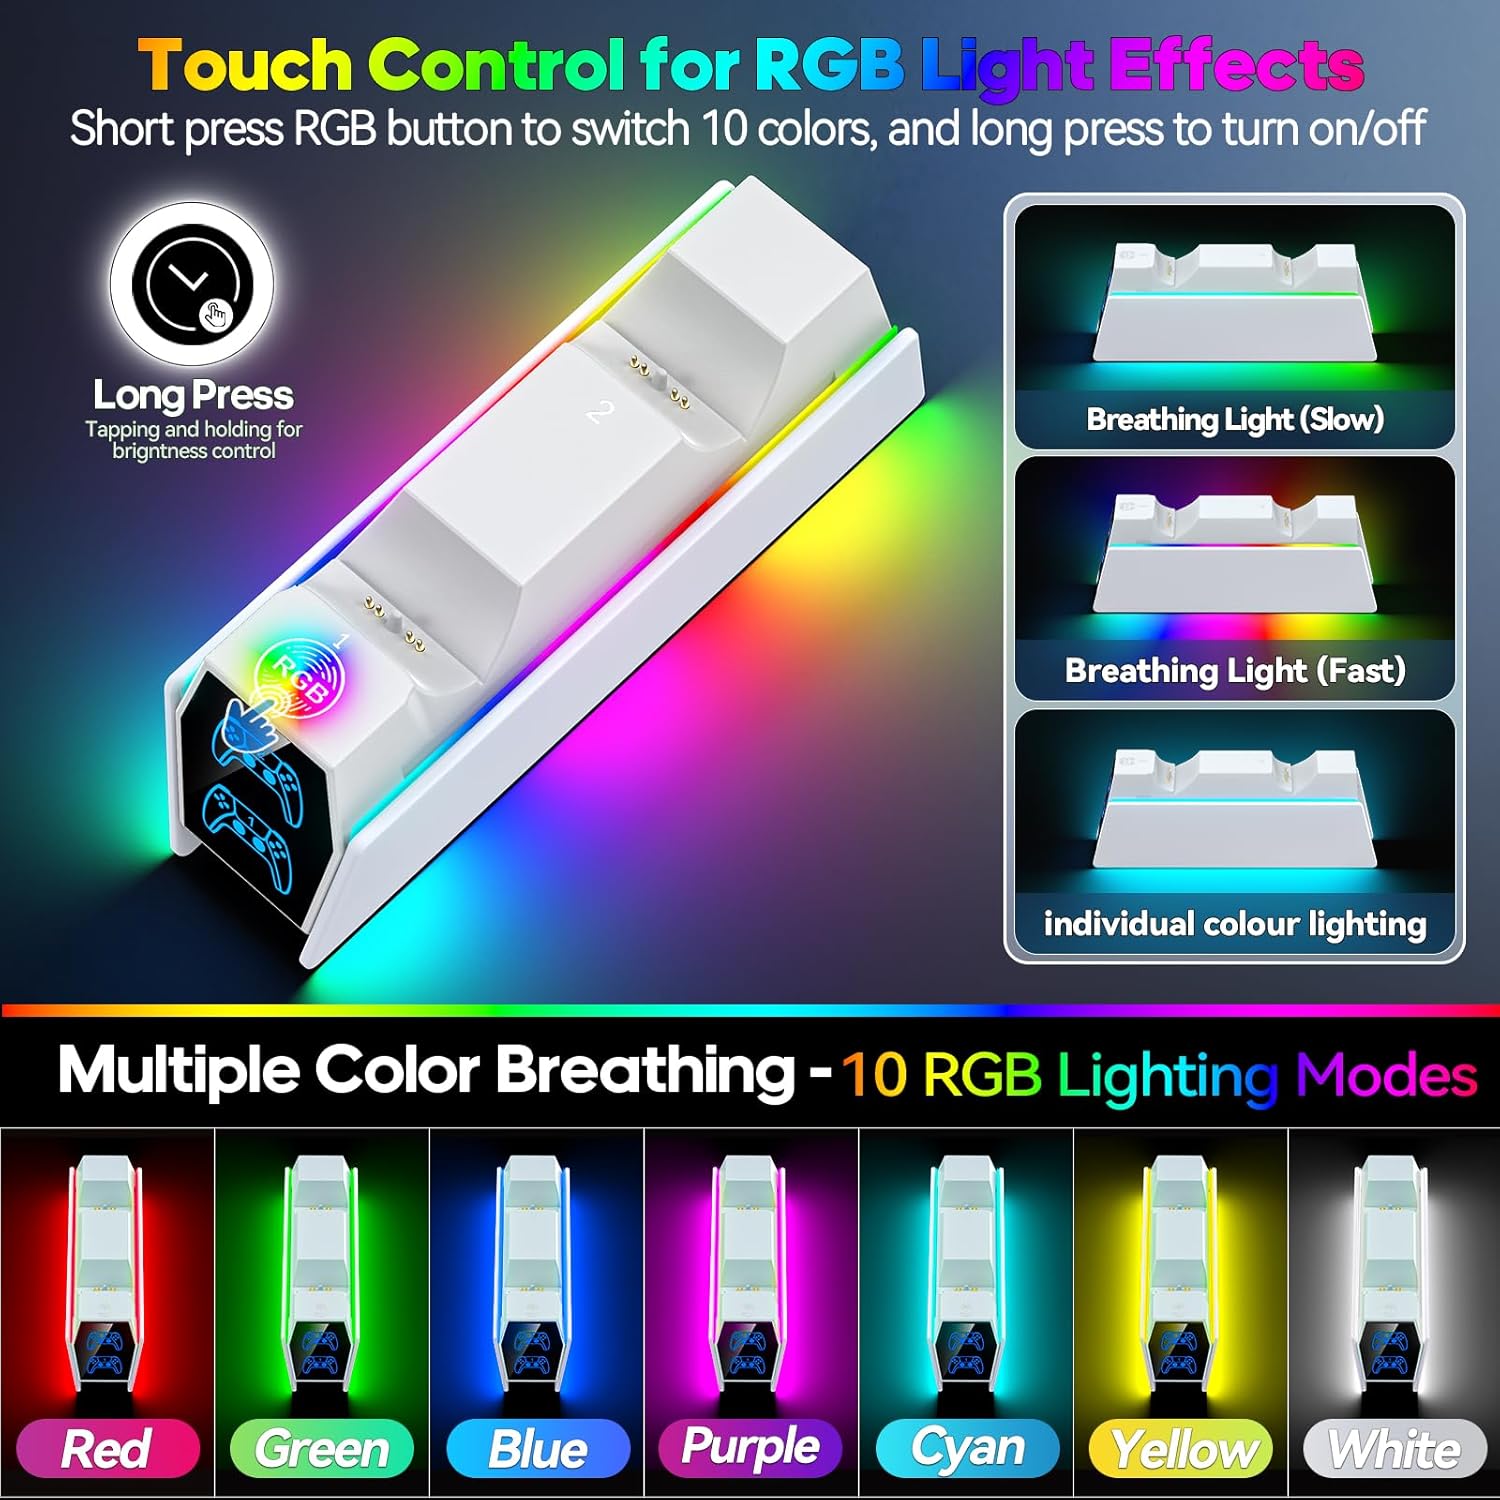 Touch Control for RGB Light Effects
Short press RGB button to switch 10 colors, and long press to turn on/off
Long Press
Tapping and holding for
brigntness control
2
1
RGB
1
Breathing Light (Slow)
Breathing Light (Fast)
individual colour lighting
Multiple Color Breathing - 10 RGB Lighting Modes
Red
Green
Blue
Purple
Cyan
Yellow
White